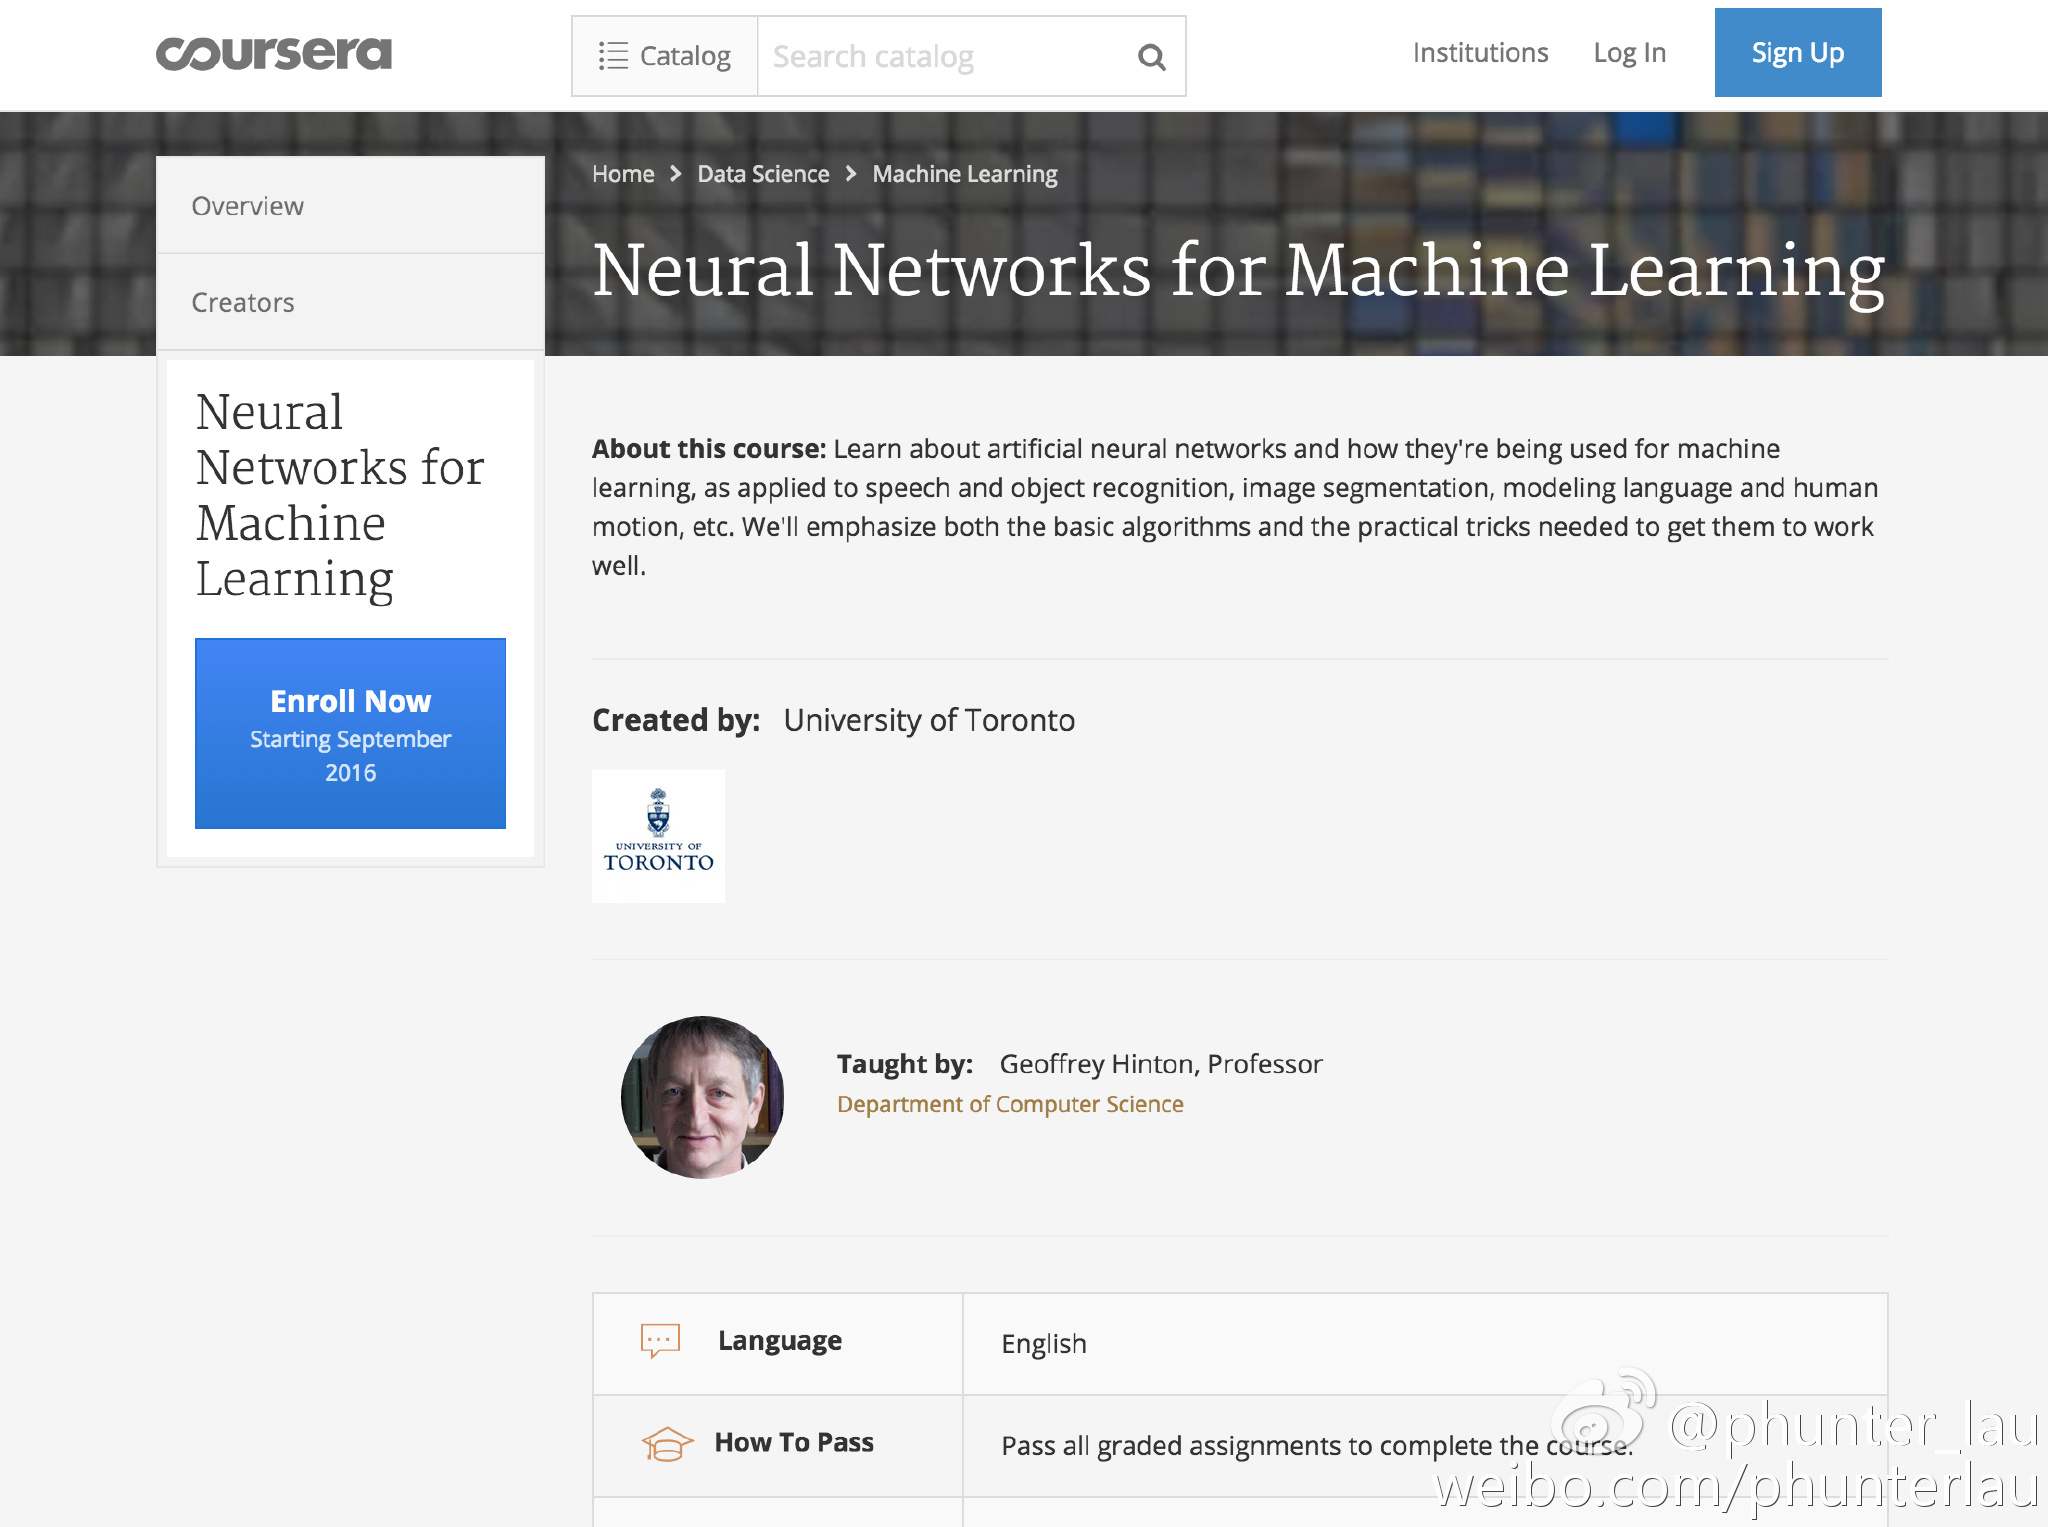 coursera
Catalog
Search catalog
Institutions
Log In
Sign Up
Overview
Creators
Neural
Networks for
Machine
Learning
Enroll Now
Starting September
2016
Home > Data Science > Machine Learning
Neural Networks for Machine Learning
About this course: Learn about artificial neural networks and how they're being used for machine
learning, as applied to speech and object recognition, image segmentation, modeling language and human
motion, etc. We'll emphasize both the basic algorithms and the practical tricks needed to get them to work
well.
Created by: University of Toronto
UNIVERSITY OF
TORONTO
Taught by: Geoffrey Hinton, Professor
Department of Computer Science
Language
English
How To Pass
Pass all graded assignments to complete the course.
@phunter_lau
weibo.com/phunterlau